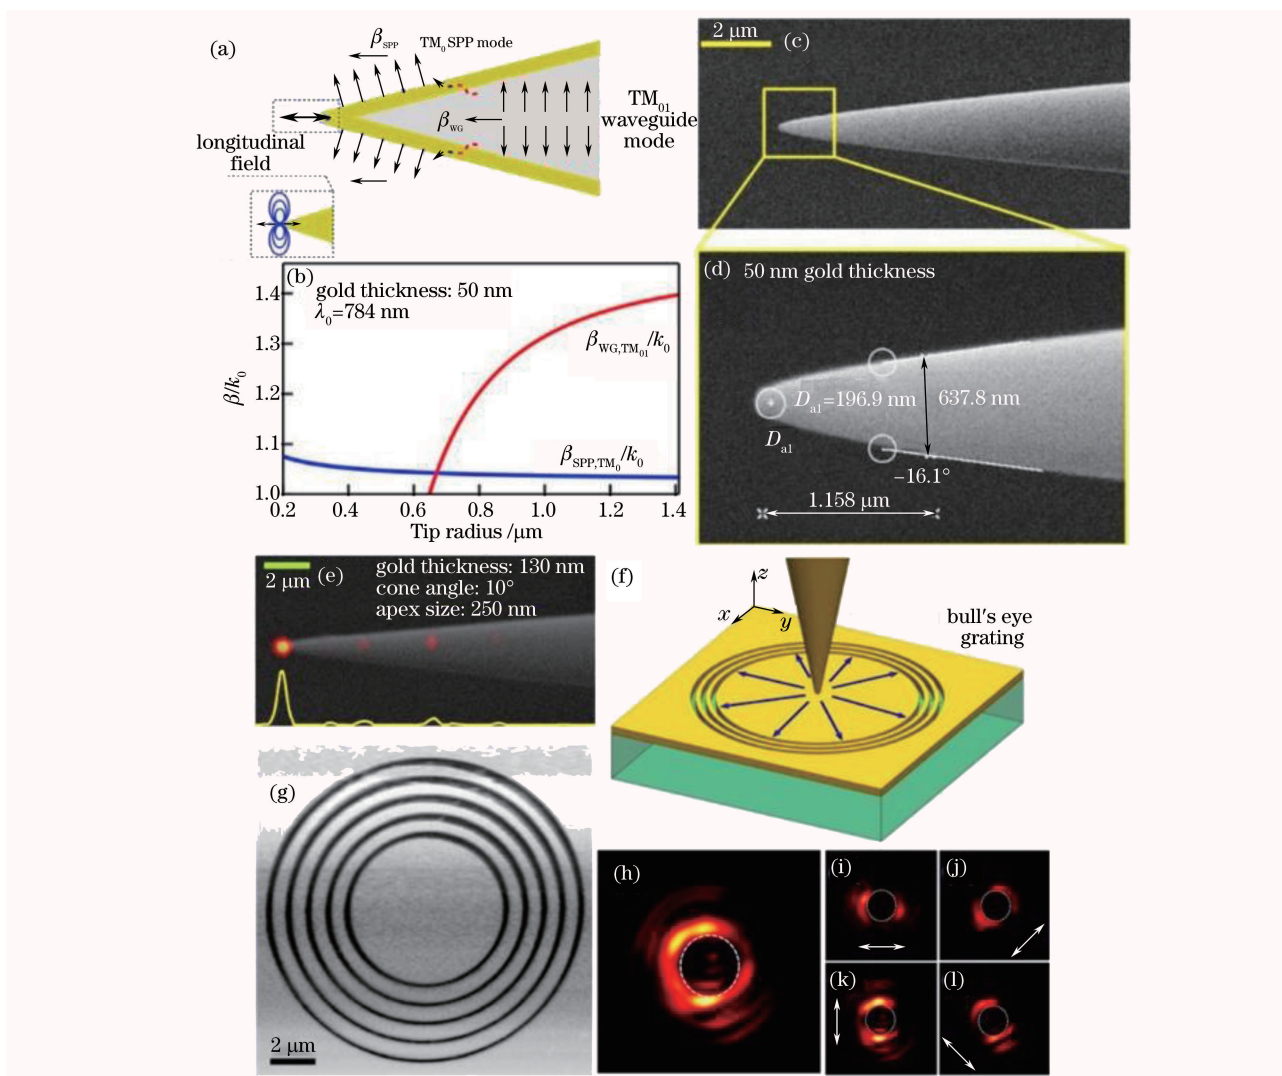 (a)
β_SPP
TM_0 SPP mode
β_WG
TM_01
waveguide
mode
longitudinal
field
(b)
gold thickness: 50 nm
λ_0=784 nm
β_WG,TM_01/k_0
β_SPP,TM_0/k_0
β/k_0
1.4
1.3
1.2
1.1
1.0
0.2 0.4 0.6 0.8 1.0 1.2 1.4
Tip radius /μm
2 μm
(c)
(d) 50 nm gold thickness
D_a1=196.9 nm
637.8 nm
D_a1
−16.1°
1.158 μm
2 μm
(e)
gold thickness: 130 nm
cone angle: 10°
apex size: 250 nm
(f)
z
x
y
bull's eye
grating
(g)
2 μm
(h)
(i)
(j)
(k)
(l)